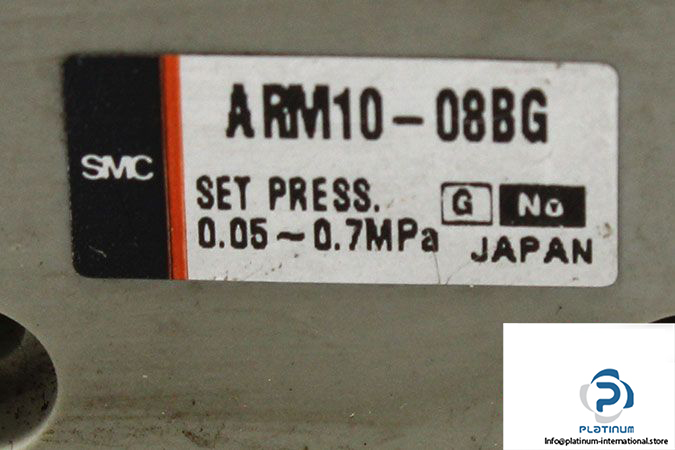 SMC
ARM10-08BG
SET PRESS.
0.05~0.7MPa
G No
JAPAN
P
PLATINUM
Info@platinum-international.store